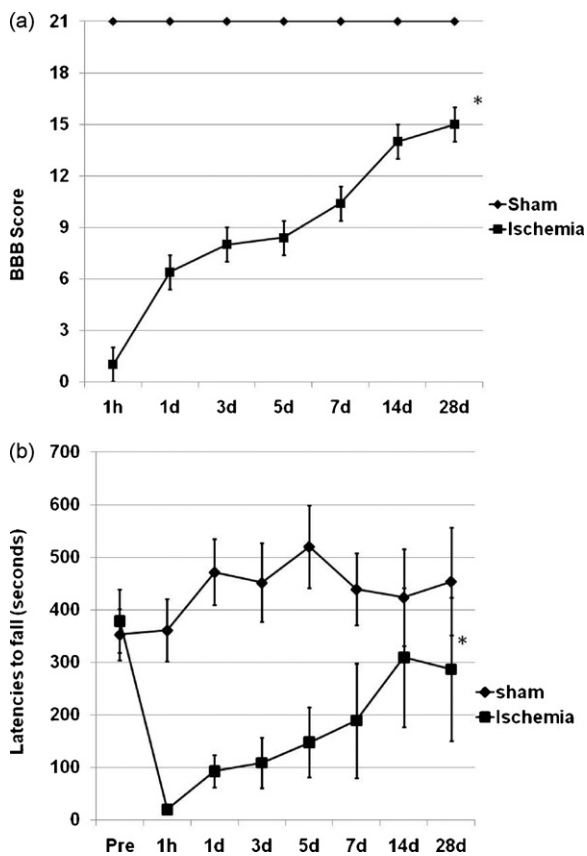 (a)
21
18
15
12
9
6
3
0
BBB Score
*
Sham
Ischemia
1h 1d 3d 5d 7d 14d 28d
(b)
700
600
500
400
300
200
100
0
Latencies to fall (seconds)
*
sham
Ischemia
Pre 1h 1d 3d 5d 7d 14d 28d